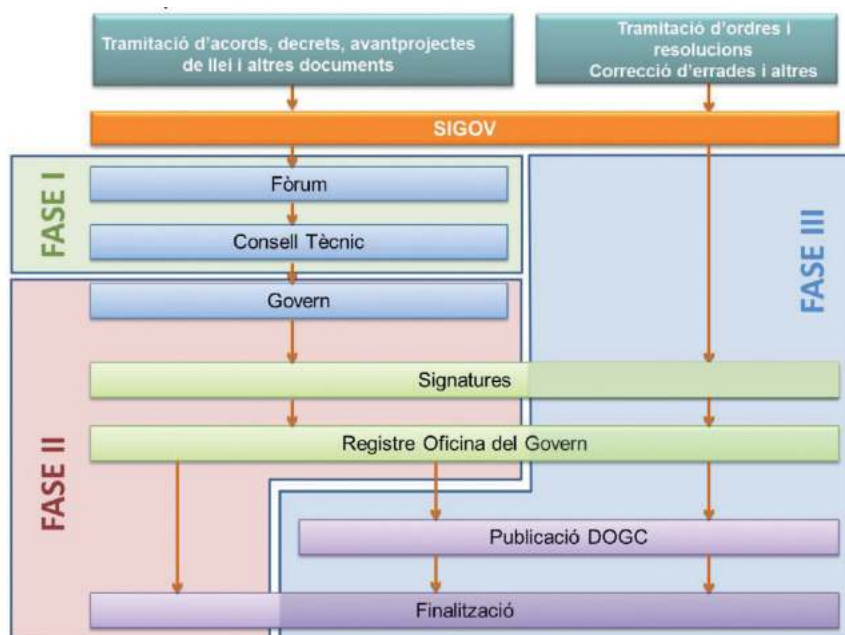 Tramitació d'acords, decrets, avantprojectes
de llei i altres documents
Tramitació d'ordres i
resolucions
Correcció d'errades i altres
SIGOV
FASE I
Fòrum
Consell Tècnic
FASE III
FASE II
Govern
Signatures
Registre Oficina del Govern
Publicació DOGC
Finalització